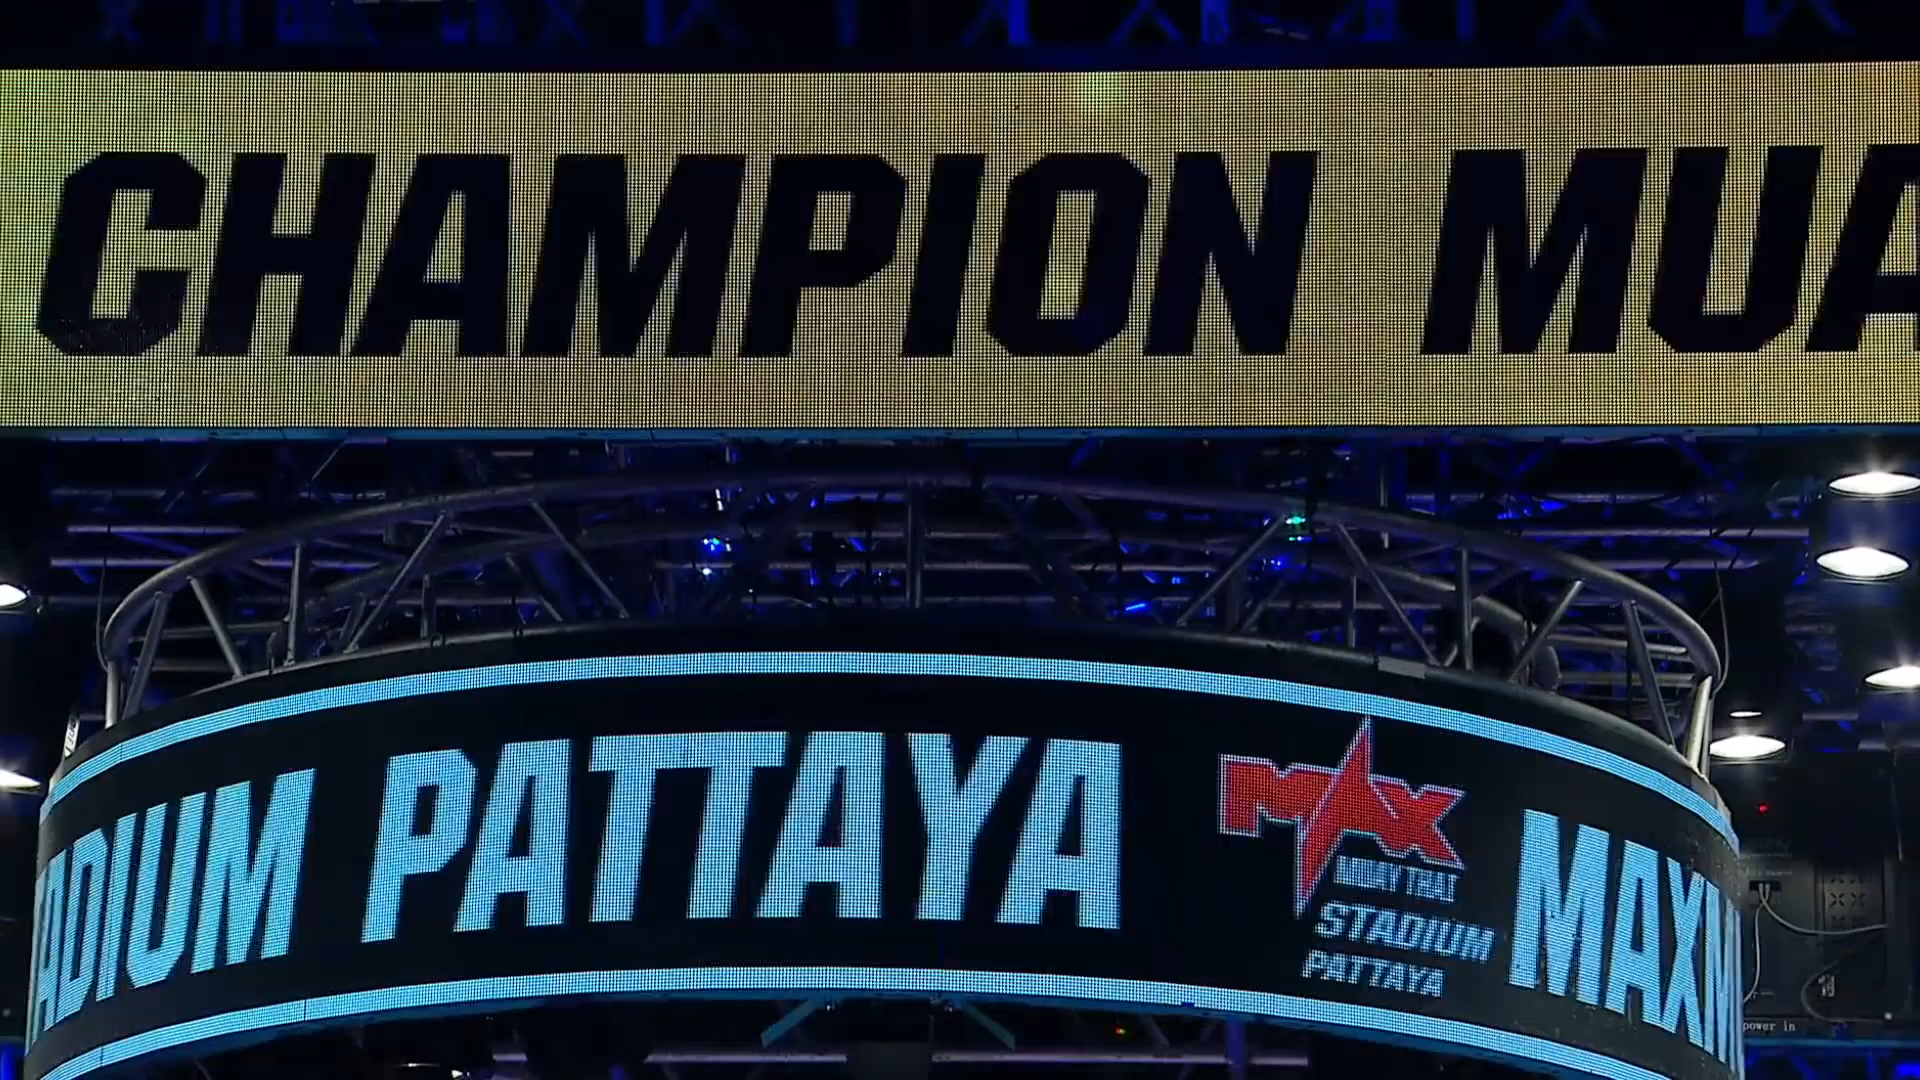 CHAMPION MUA
ADIUM PATTAYA
MAX
MUAY THAI
STADIUM
PATTAYA
MAXM
power in